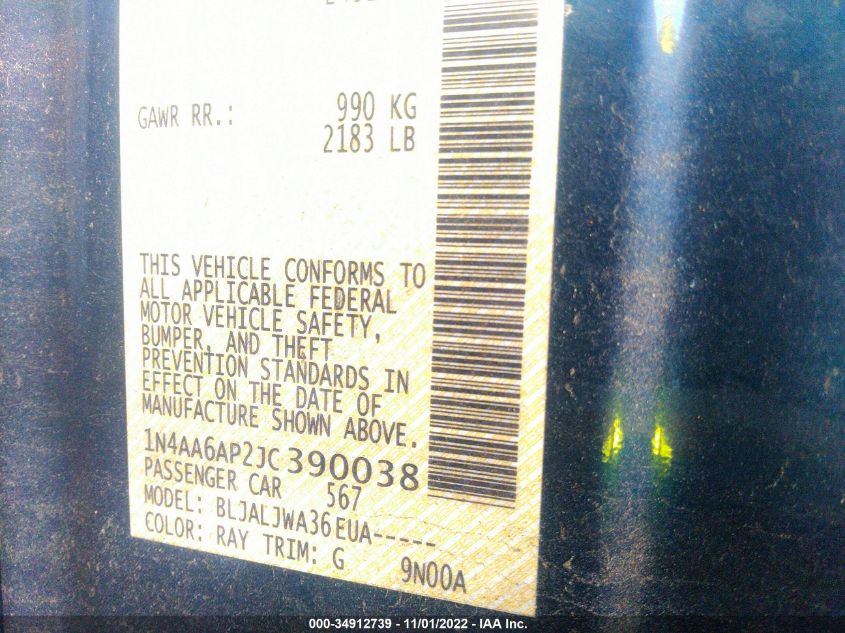 GAWR RR.: 990 KG
2183 LB
THIS VEHICLE CONFORMS TO
ALL APPLICABLE FEDERAL
MOTOR VEHICLE SAFETY,
BUMPER, AND THEFT
PREVENTION STANDARDS IN
EFFECT ON THE DATE OF
MANUFACTURE SHOWN ABOVE.
1N4AA6AP2JC390038
PASSENGER CAR 567
MODEL: BLJALJWA36EUA-----
COLOR: RAY TRIM: G 9N00A
000-34912739 - 11/01/2022 - IAA Inc.